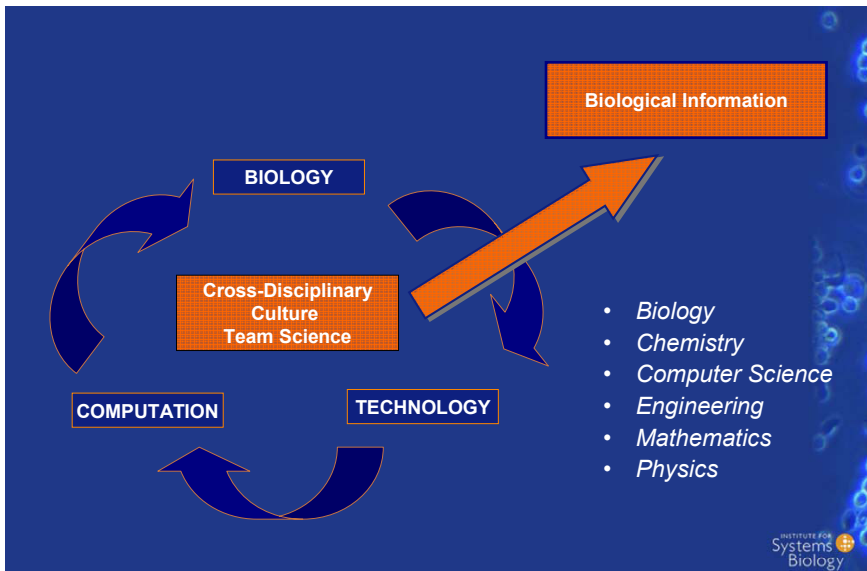 Biological Information
BIOLOGY
Cross-Disciplinary
Culture
Team Science
COMPUTATION
TECHNOLOGY
• Biology
• Chemistry
• Computer Science
• Engineering
• Mathematics
• Physics
INSTITUTE FOR
Systems
Biology